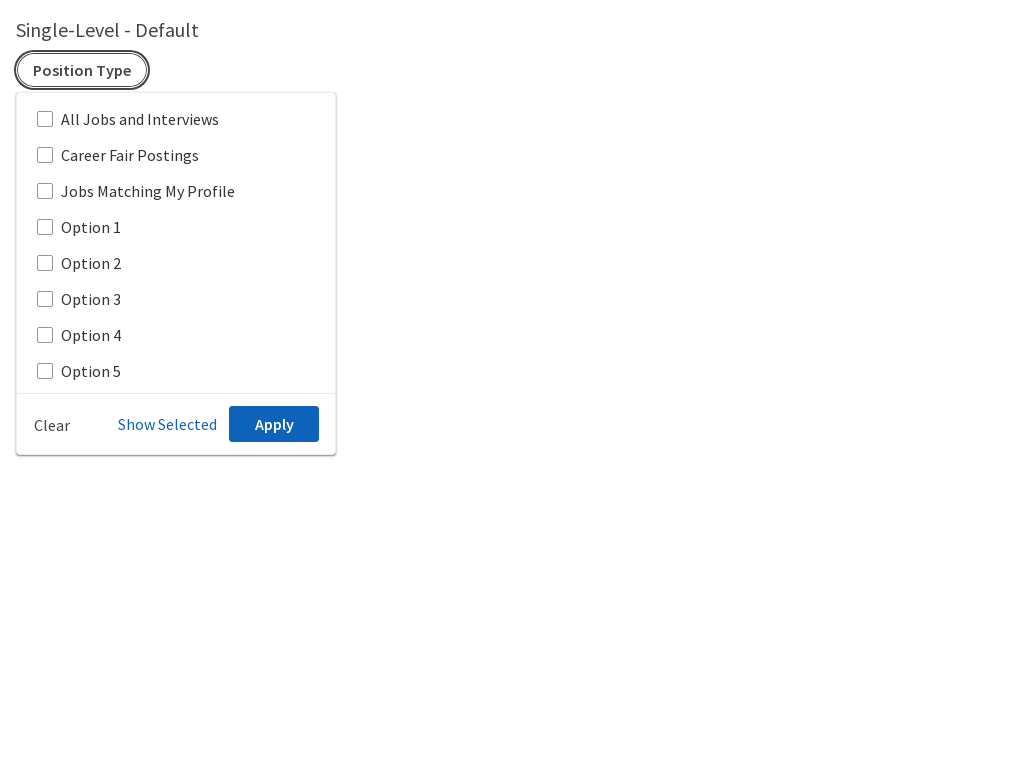 Single-Level - Default
Position Type
All Jobs and Interviews
Career Fair Postings
Jobs Matching My Profile
Option 1
Option 2
Option 3
Option 4
Option 5
Clear Show Selected Apply